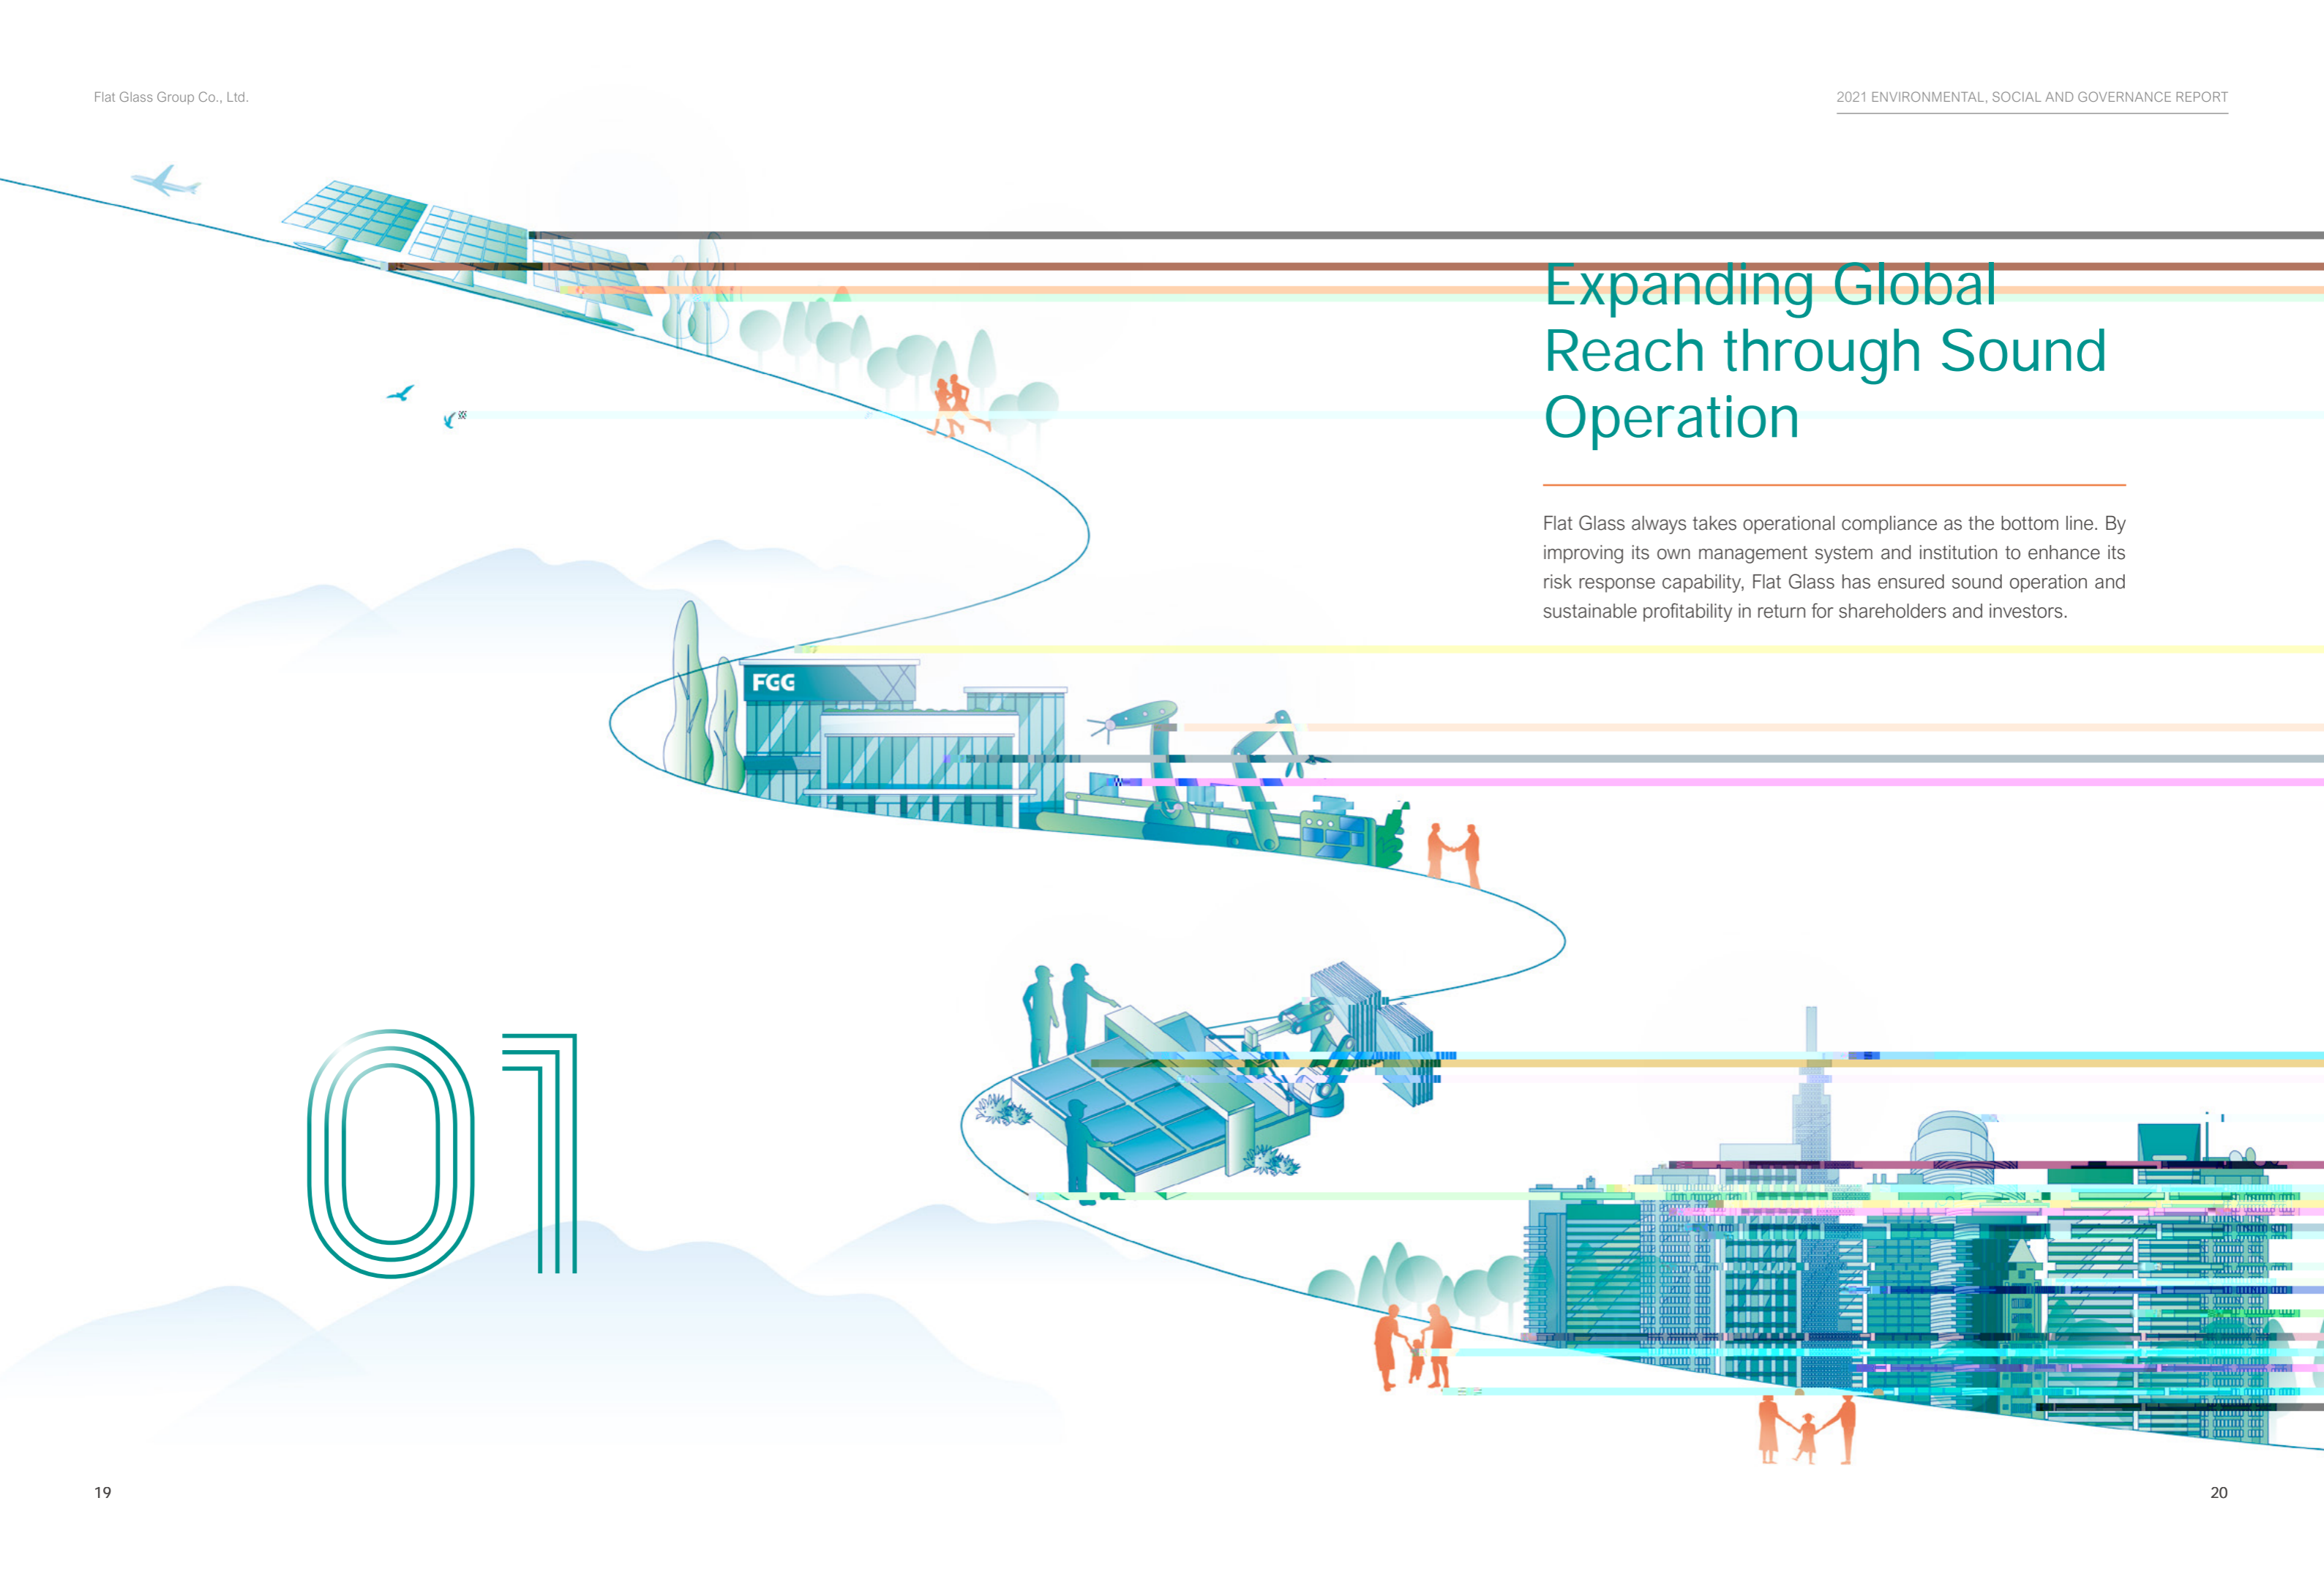 Flat Glass Group Co., Ltd.
2021 ENVIRONMENTAL, SOCIAL AND GOVERNANCE REPORT
Expanding Global
Reach through Sound
Operation
Flat Glass always takes operational compliance as the bottom line. By
improving its own management system and institution to enhance its
risk response capability, Flat Glass has ensured sound operation and
sustainable profitability in return for shareholders and investors.
FGG
01
19
20